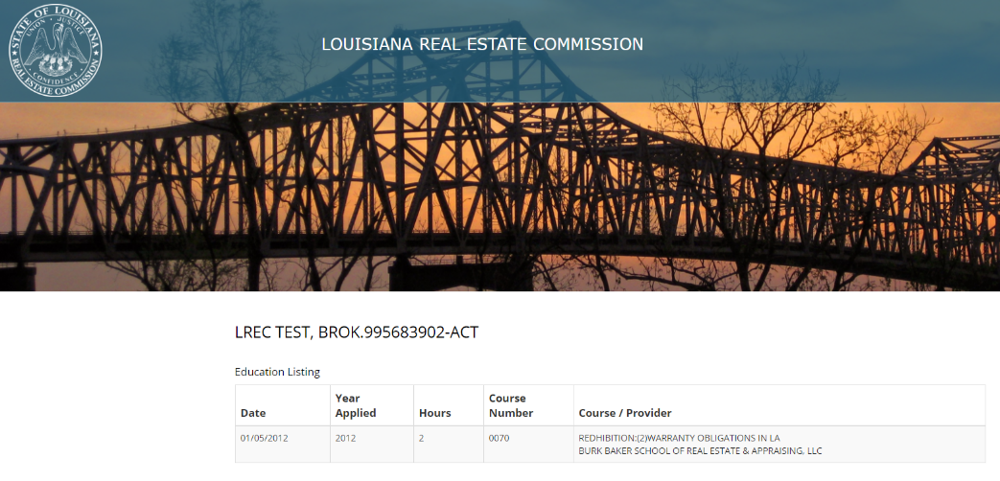 STATE OF LOUISIANA
UNION · JUSTICE
CONFIDENCE
REAL ESTATE COMMISSION
LOUISIANA REAL ESTATE COMMISSION
LREC TEST, BROK.995683902-ACT
Education Listing
Date Year Applied Hours Course Number Course / Provider
01/05/2012 2012 2 0070 REDHIBITION:(2)WARRANTY OBLIGATIONS IN LA
BURK BAKER SCHOOL OF REAL ESTATE & APPRAISING, LLC